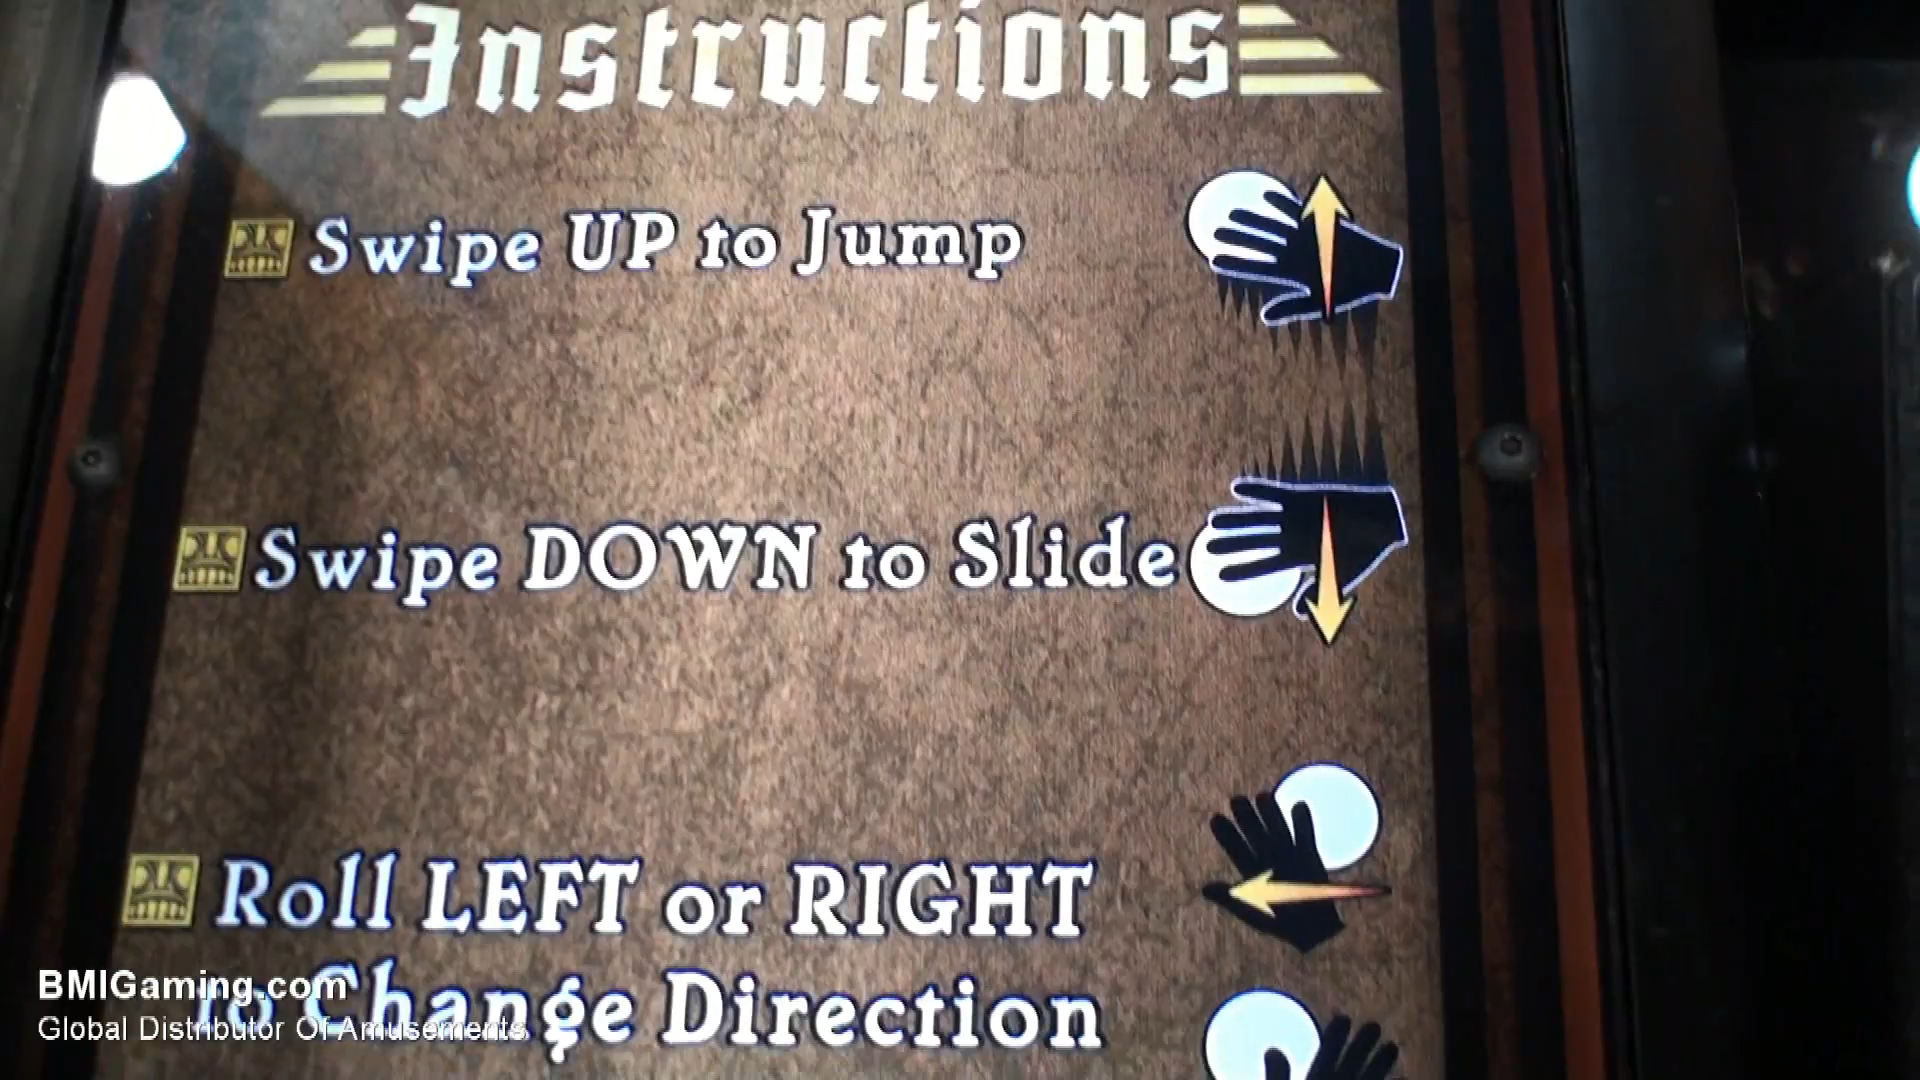 Instructions
Swipe UP to Jump
Swipe DOWN to Slide
Roll LEFT or RIGHT
To Change Direction
BMIGaming.com
Global Distributor Of Amusements